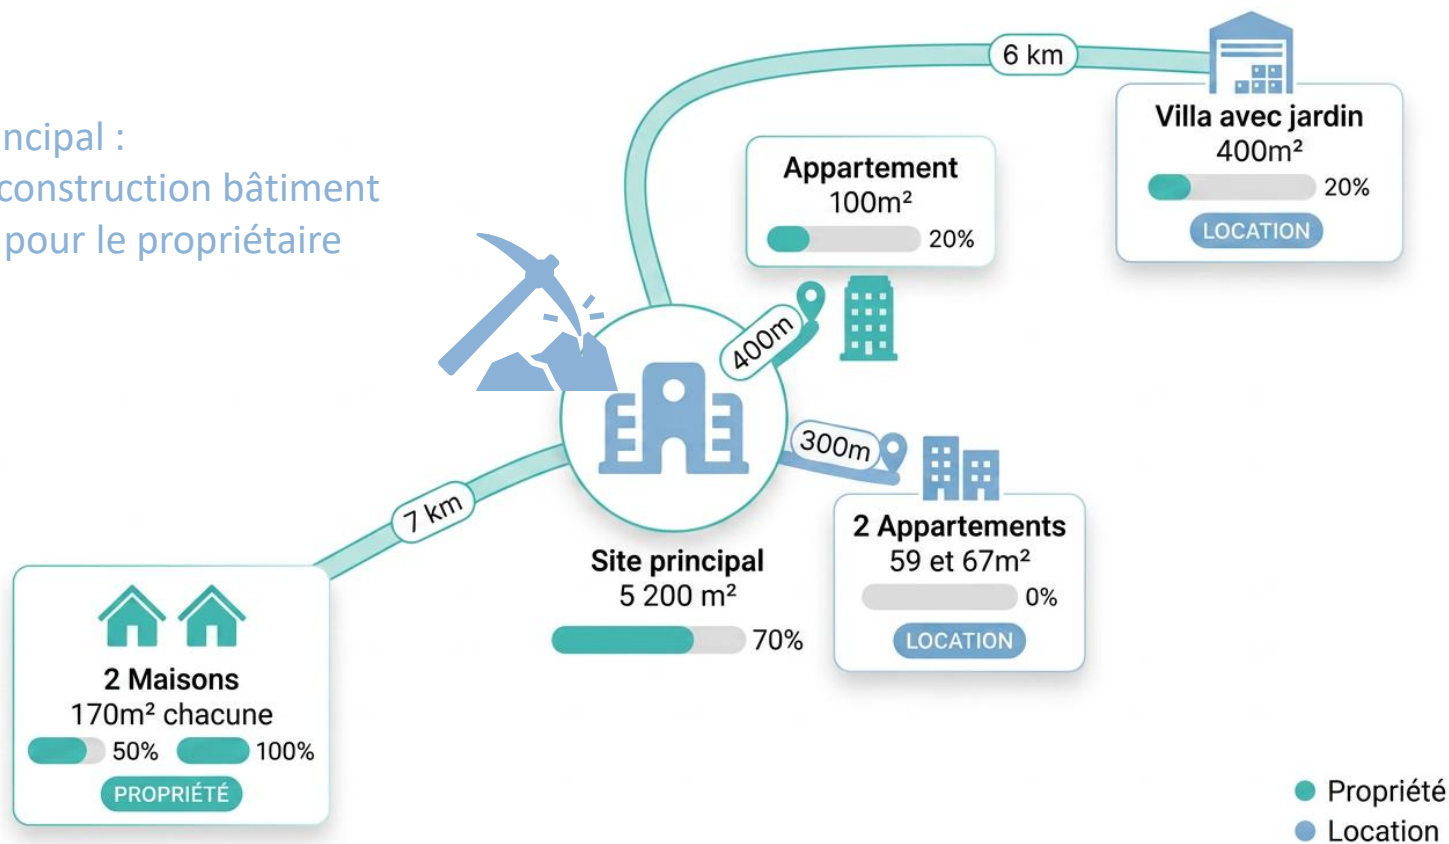 ncipal :
construction bâtiment
pour le propriétaire
6 km
Villa avec jardin
400m²
20%
LOCATION
Appartement
100m²
20%
400m
300m
2 Appartements
59 et 67m²
0%
LOCATION
Site principal
5 200 m²
70%
7 km
2 Maisons
170m² chacune
50% 100%
PROPRIÉTÉ
Propriété
Location